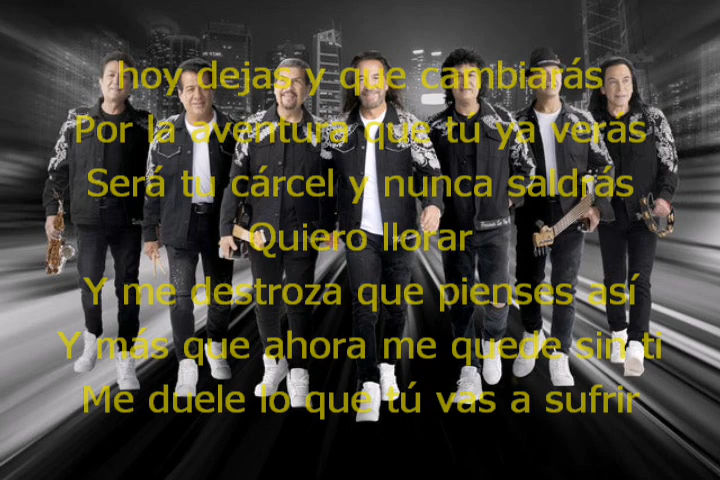 hoy dejas y que cambiarás
Por la aventura que tu ya verás
Será tu cárcel y nunca saldrás
Quiero llorar
Y me destroza que pienses así
Y más que ahora me quede sin ti
Me duele lo que tú vas a sufrir